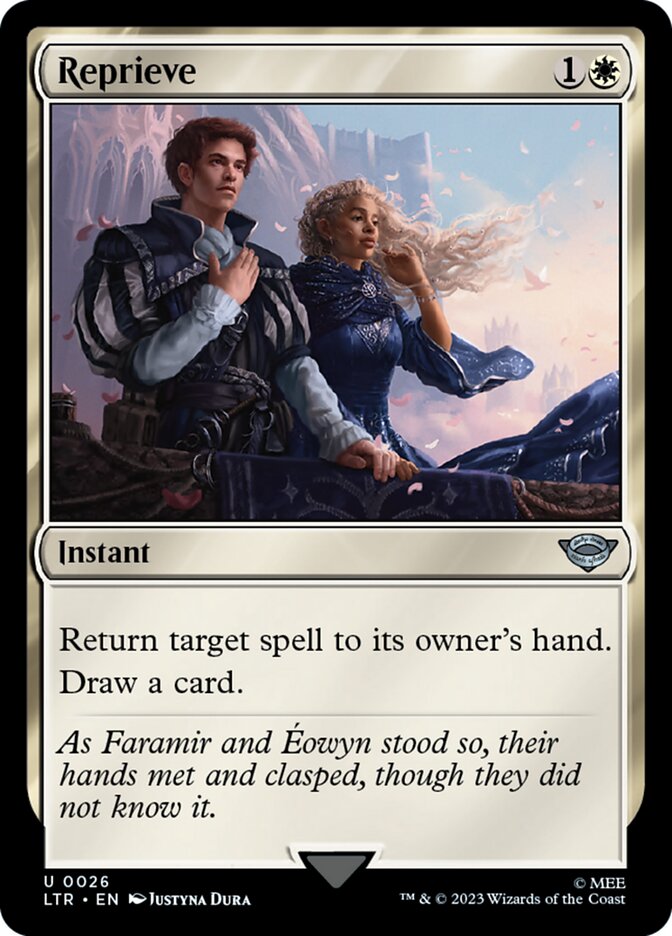 Reprieve 1
Instant
Return target spell to its owner's hand.
Draw a card.
As Faramir and Éowyn stood so, their
hands met and clasped, though they did
not know it.
U 0026
LTR • EN Justyna Dura
© MEE
™ & © 2023 Wizards of the Coast